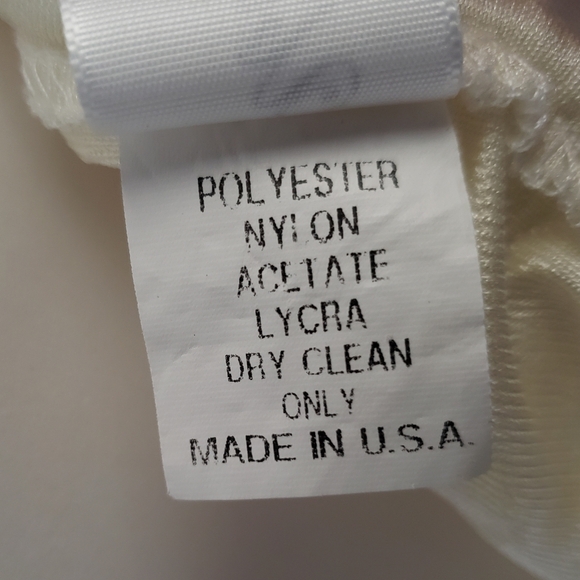 POLYESTER
NYLON
ACETATE
LYCRA
DRY CLEAN
ONLY
MADE IN U.S.A.